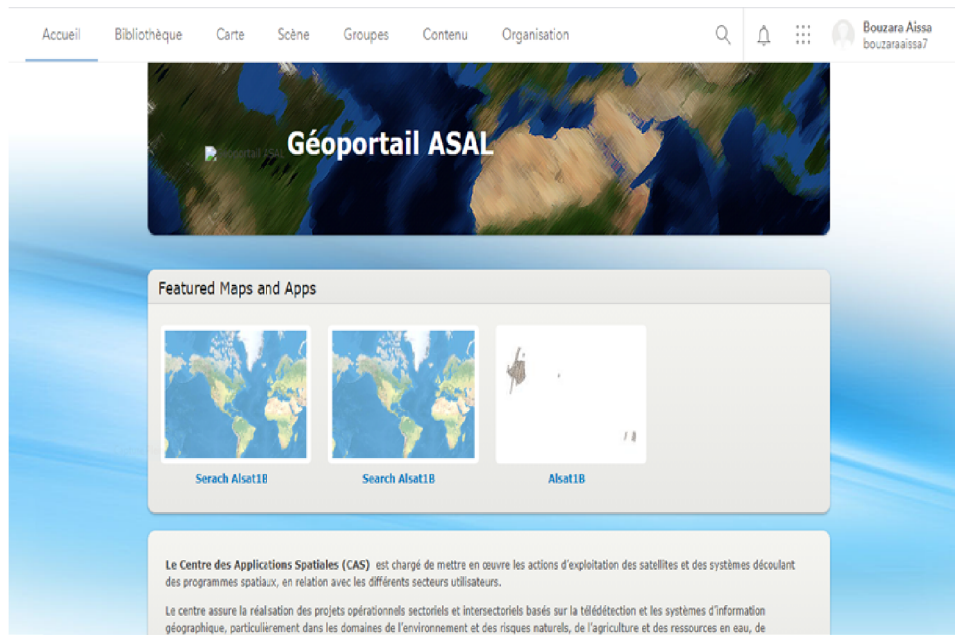 Accueil Bibliothèque Carte Scène Groupes Contenu Organisation Bouzara Aissa
bouzaraaissa7
Géoportail ASAL
Géoportail ASAL
Featured Maps and Apps
Serach Alsat1B Search Alsat1B Alsat1B
Le Centre des Applications Spatiales (CAS) est chargé de mettre en œuvre les actions d'exploitation des satellites et des systèmes découlant
des programmes spatiaux, en relation avec les différents secteurs utilisateurs.
Le centre assure la réalisation des projets opérationnels sectoriels et intersectoriels basés sur la télédétection et les systèmes d'information
géographique, particulièrement dans les domaines de l'environnement et des risques naturels, de l'agriculture et des ressources en eau, de